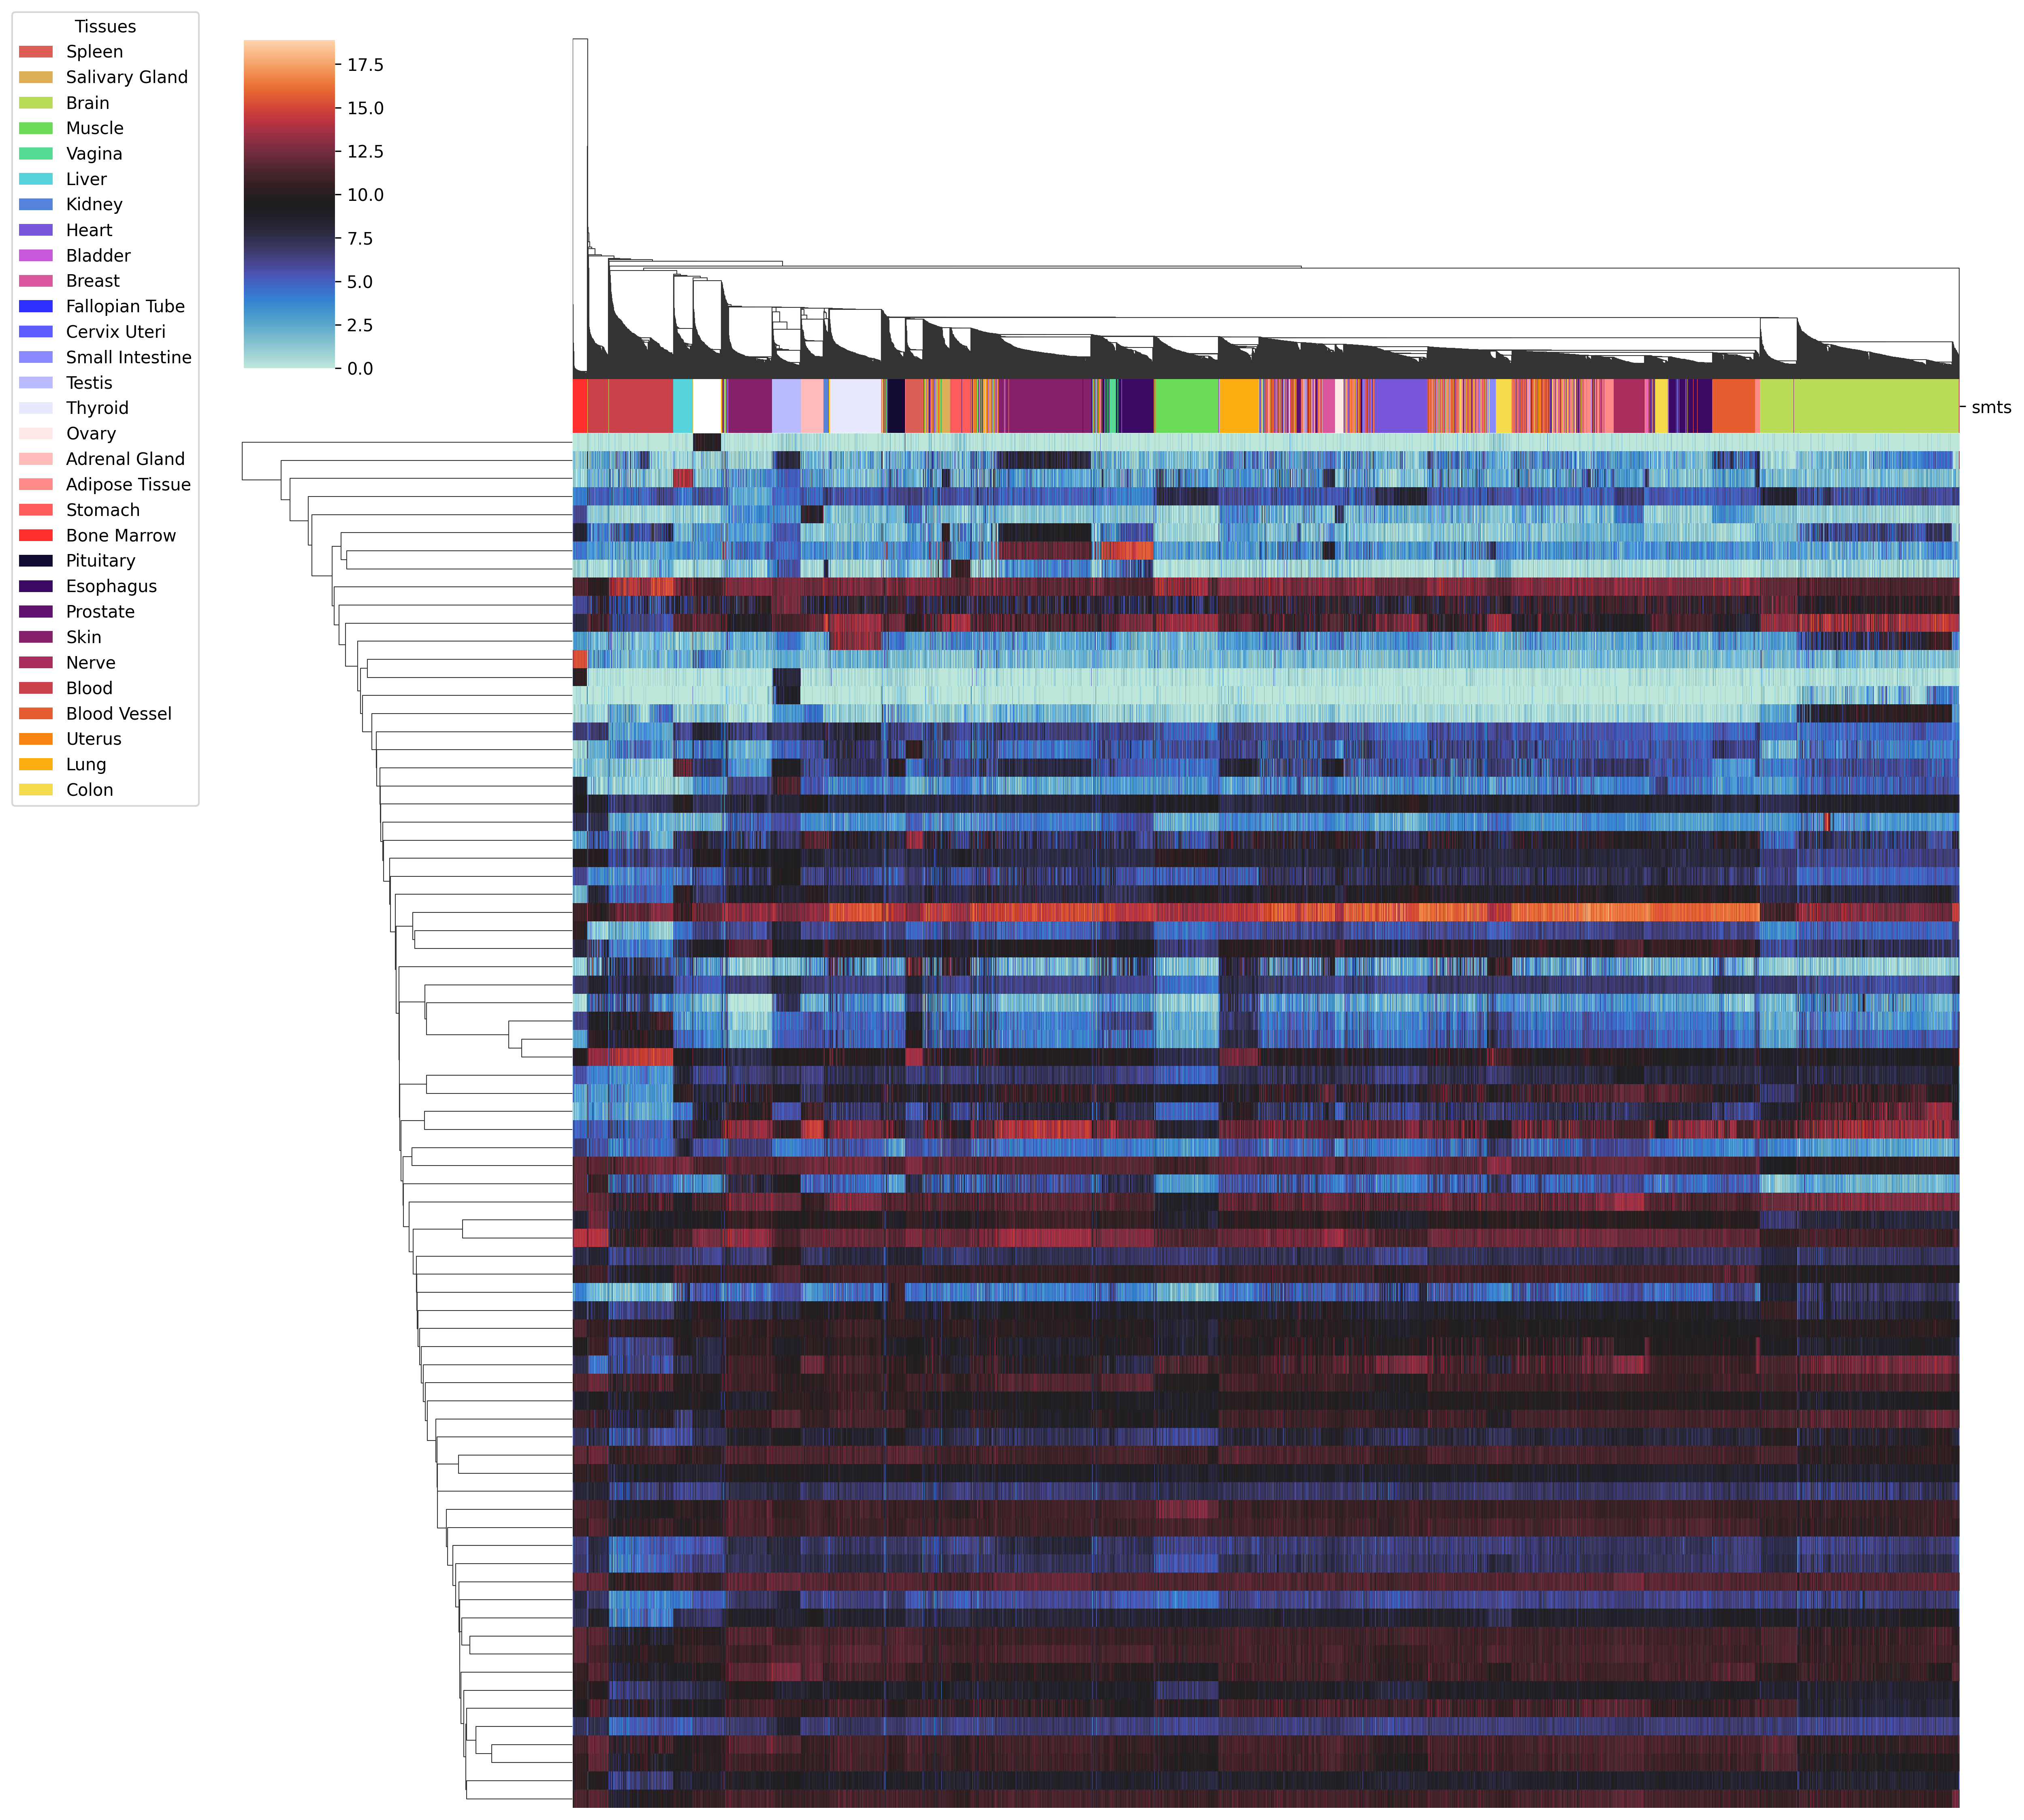 Tissues
Spleen
Salivary Gland
Brain
Muscle
Vagina
Liver
Kidney
Heart
Bladder
Breast
Fallopian Tube
Cervix Uteri
Small Intestine
Testis
Thyroid
Ovary
Adrenal Gland
Adipose Tissue
Stomach
Bone Marrow
Pituitary
Esophagus
Prostate
Skin
Nerve
Blood
Blood Vessel
Uterus
Lung
Colon
17.5
15.0
12.5
10.0
7.5
5.0
2.5
0.0
smts